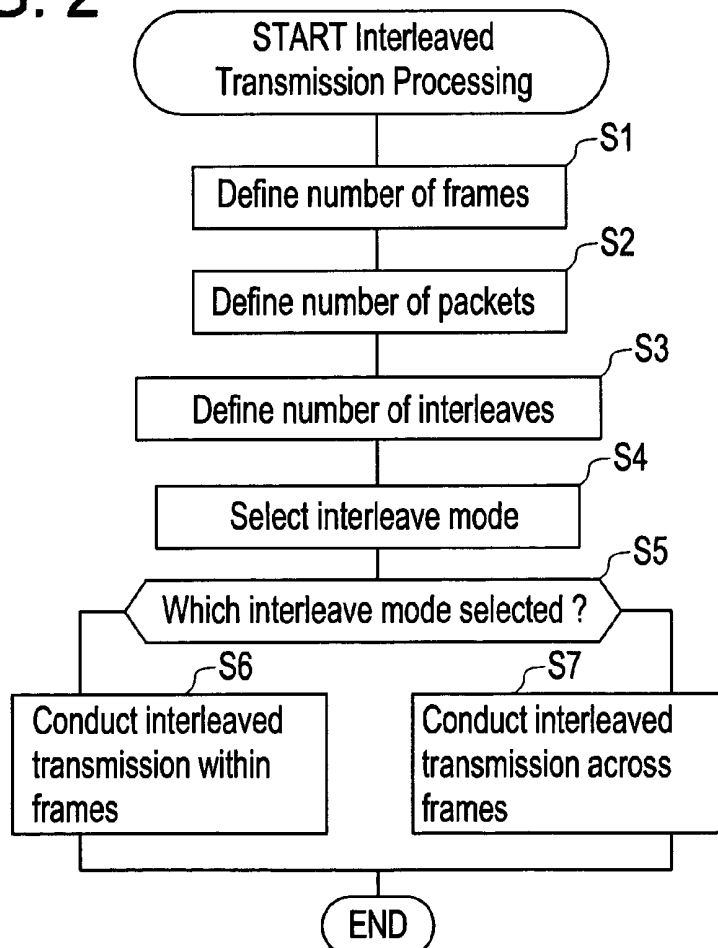 START Interleaved
Transmission Processing
S1
Define number of frames
S2
Define number of packets
S3
Define number of interleaves
S4
Select interleave mode
S5
Which interleave mode selected ?
S6
Conduct interleaved
transmission within
frames
S7
Conduct interleaved
transmission across
frames
END